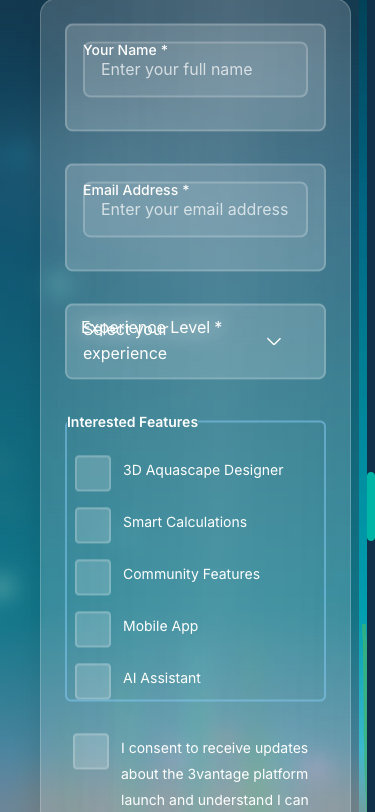 Your Name *
Enter your full name
Email Address *
Enter your email address
Experience Level *
Select your
experience
Interested Features
3D Aquascape Designer
Smart Calculations
Community Features
Mobile App
AI Assistant
I consent to receive updates
about the 3vantage platform
launch and understand I can